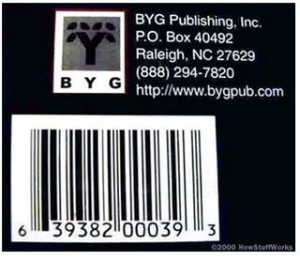 BYG Publishing, Inc.
P.O. Box 40492
Raleigh, NC 27629
(888) 294-7820
http://www.bygpub.com
BYG
6 39382 00039 3
©2000 HowStuffWorks